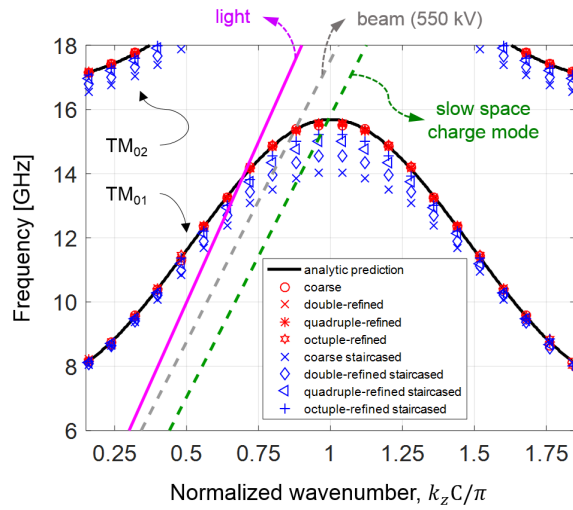 light
beam (550 kV)
slow space
charge mode
TM02
TM01
Frequency [GHz]
18
16
14
12
10
8
6
analytic prediction
coarse
double-refined
quadruple-refined
octuple-refined
coarse staircased
double-refined staircased
quadruple-refined staircased
octuple-refined staircased
0.25
0.5
0.75
1
1.25
1.5
1.75
Normalized wavenumber, k_zC/π